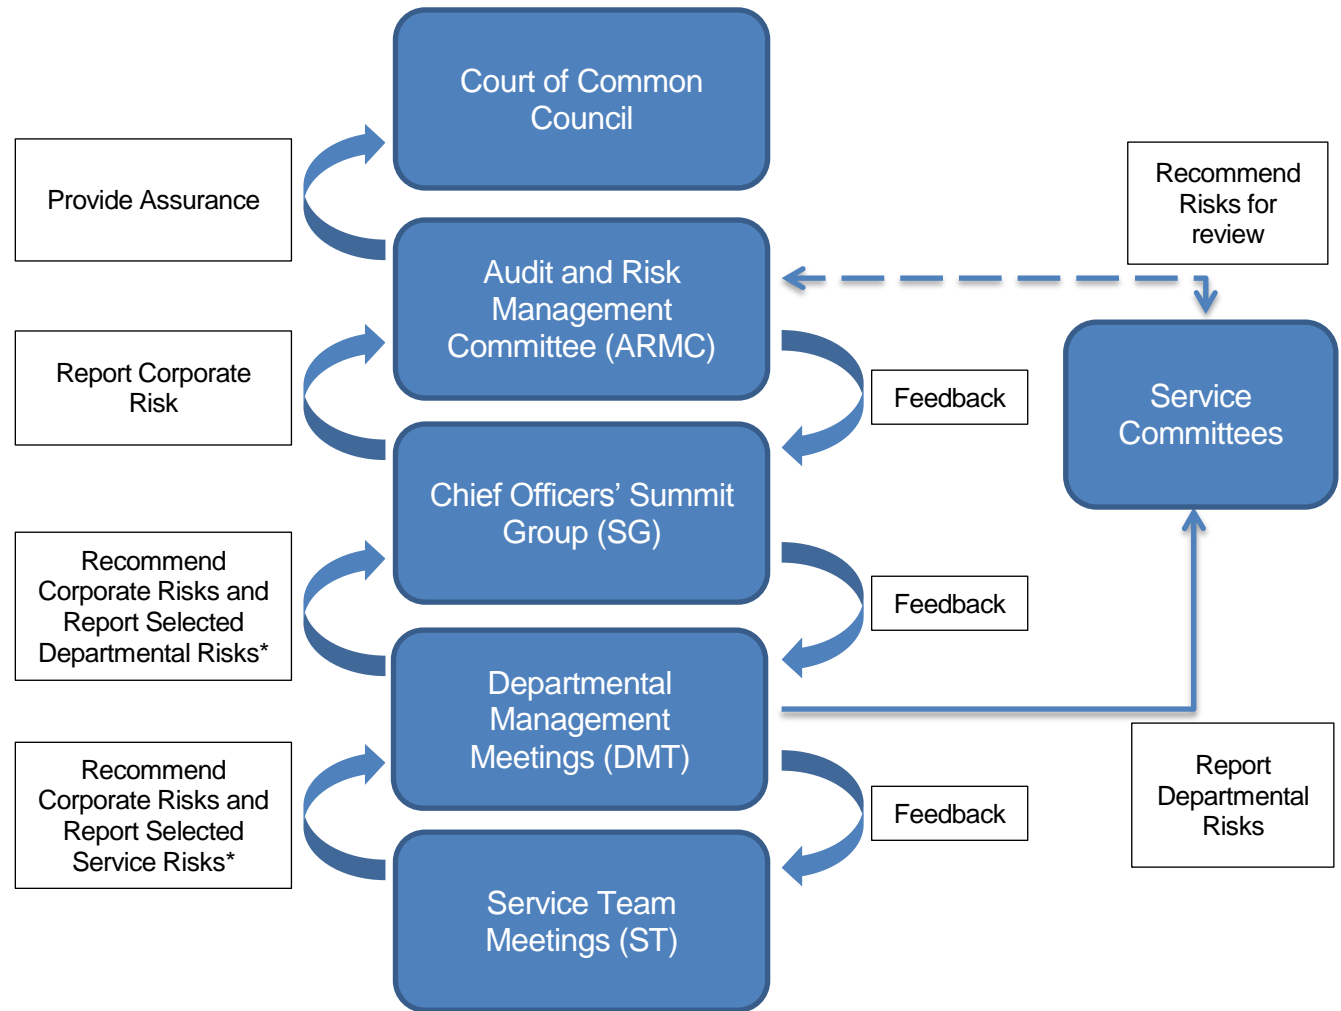 Court of Common
Council
Provide Assurance
Recommend
Risks for
review
Audit and Risk
Management
Committee (ARMC)
Report Corporate
Risk
Feedback
Service
Committees
Chief Officers’ Summit
Group (SG)
Recommend
Corporate Risks and
Report Selected
Departmental Risks*
Feedback
Departmental
Management
Meetings (DMT)
Recommend
Corporate Risks and
Report Selected
Service Risks*
Feedback
Report
Departmental
Risks
Service Team
Meetings (ST)